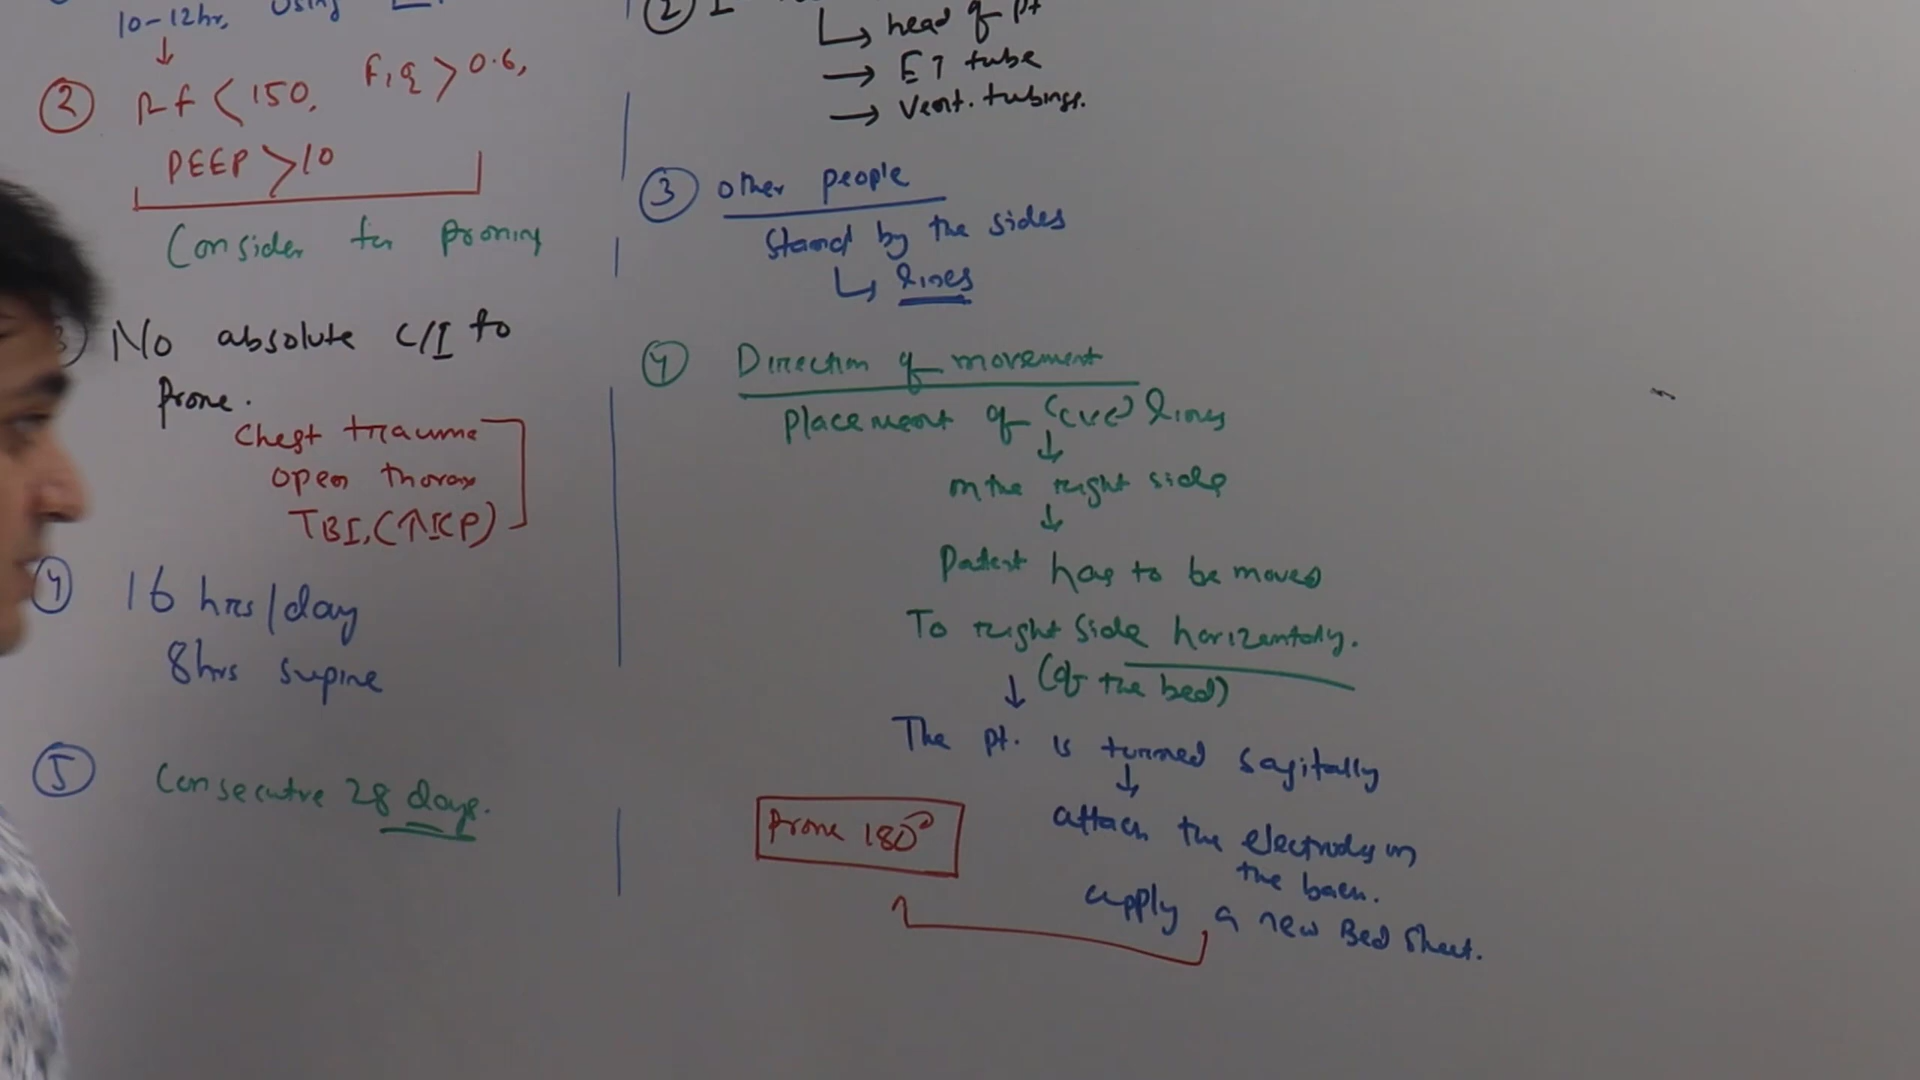 10-12hr, Using
↓
② Pf < 150, FiO2 > 0.6,
PEEP > 10
Consider for proning
No absolute C/I to
Prone.
Chest trauma
open thorax
TBI, (↑ICP)
④ 16 hrs/day
8hrs supine
⑤ Consecutive 28 days.
② I
↳ head of pt
→ ET tube
→ Vent. tubings.
③ other people
Stand by the sides
↳ lines
④ Direction of movement
Placement of (CVC) lines
↓
on the right side
↓
Patient has to be moved
To right side horizontally.
↓ (of the bed)
The pt. is turned sagitally
↓
attach the electrodes on
the back.
apply a new Bed sheet.
Prone 180°